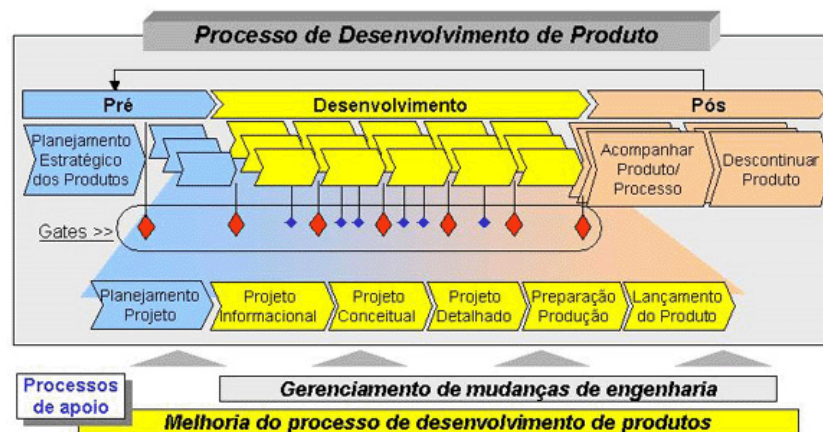 Processo de Desenvolvimento de Produto
Pré
Desenvolvimento
Pós
Planejamento
Estratégico
dos Produtos
Acompanhar
Produto/
Processo
Descontinuar
Produto
Gates >>
Planejamento
Projeto
Projeto
Informacional
Projeto
Conceitual
Projeto
Detalhado
Preparação
Produção
Lançamento
do Produto
Processos
de apoio
Gerenciamento de mudanças de engenharia
Melhoria do processo de desenvolvimento de produtos